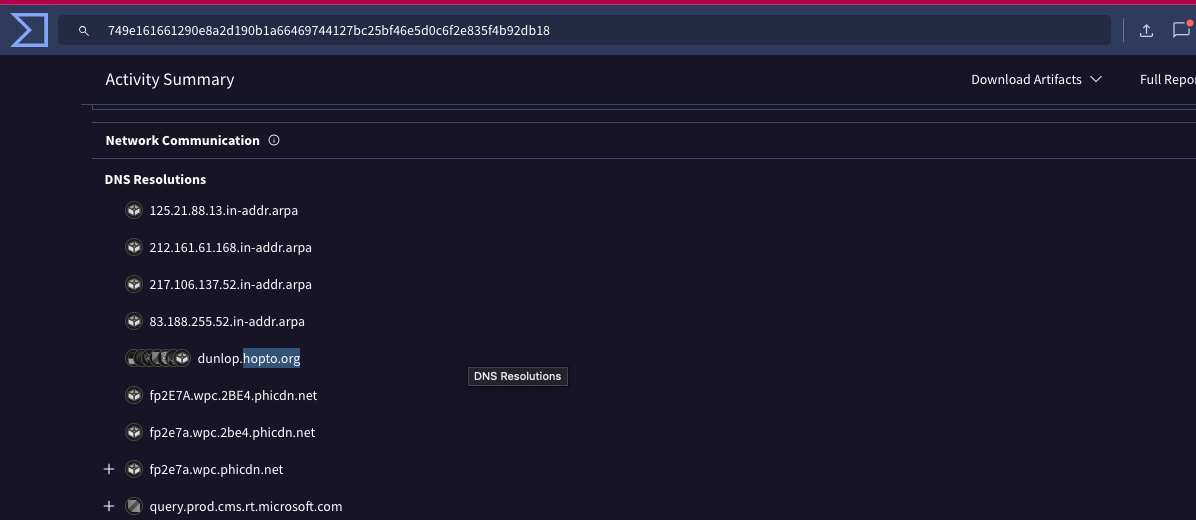 749e161661290e8a2d190b1a66469744127bc25bf46e5d0c6f2e835f4b92db18
Activity Summary
Download Artifacts
Full Repo
Network Communication
DNS Resolutions
125.21.88.13.in-addr.arpa
212.161.61.168.in-addr.arpa
217.106.137.52.in-addr.arpa
83.188.255.52.in-addr.arpa
dunlop.hopto.org
DNS Resolutions
fp2E7A.wpc.2BE4.phicdn.net
fp2e7a.wpc.2be4.phicdn.net
fp2e7a.wpc.phicdn.net
query.prod.cms.rt.microsoft.com